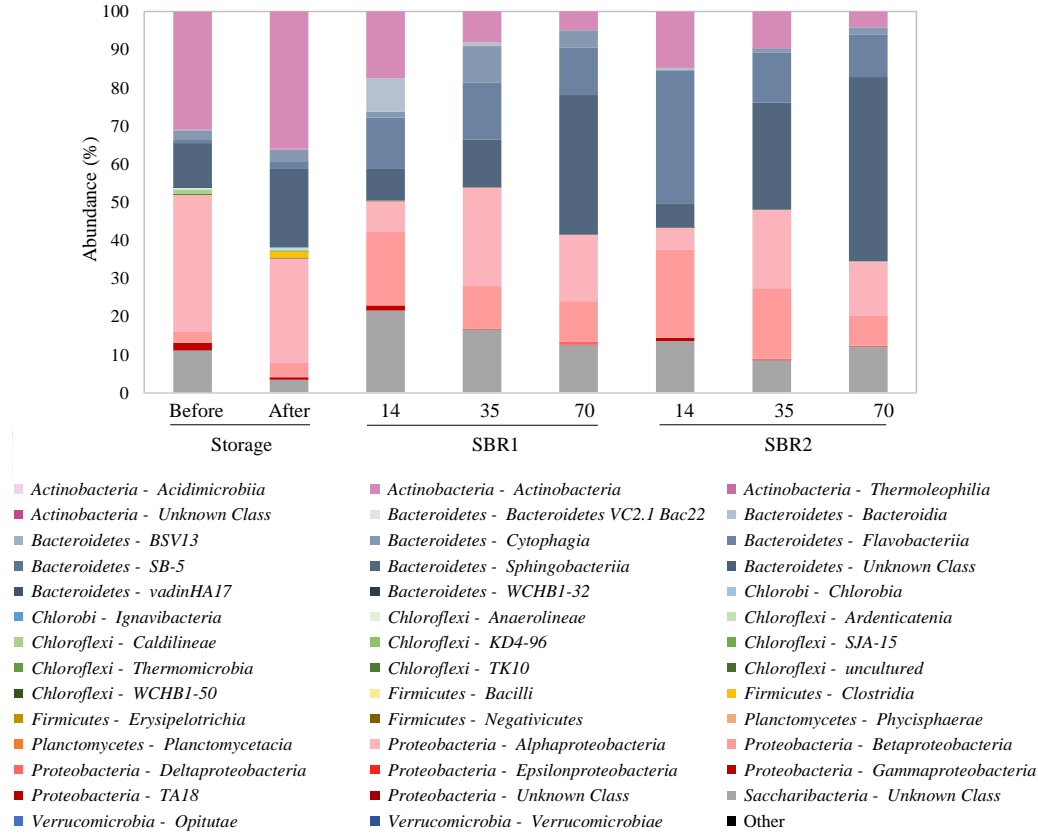 100
90
80
70
60
50
40
30
20
10
0
Abundance (%)
Before After 14 35 70 14 35 70
Storage SBR1 SBR2
Actinobacteria - Acidimicrobiia Actinobacteria - Actinobacteria Actinobacteria - Thermoleophilia
Actinobacteria - Unknown Class Bacteroidetes - Bacteroidetes VC2.1 Bac22 Bacteroidetes - Bacteroidia
Bacteroidetes - BSV13 Bacteroidetes - Cytophagia Bacteroidetes - Flavobacteriia
Bacteroidetes - SB-5 Bacteroidetes - Sphingobacteriia Bacteroidetes - Unknown Class
Bacteroidetes - vadinHA17 Bacteroidetes - WCHB1-32 Chlorobi - Chlorobia
Chlorobi - Ignavibacteria Chloroflexi - Anaerolineae Chloroflexi - Ardenticatenia
Chloroflexi - Caldilineae Chloroflexi - KD4-96 Chloroflexi - SJA-15
Chloroflexi - Thermomicrobia Chloroflexi - TK10 Chloroflexi - uncultured
Chloroflexi - WCHB1-50 Firmicutes - Bacilli Firmicutes - Clostridia
Firmicutes - Erysipelotrichia Firmicutes - Negativicutes Planctomycetes - Phycisphaerae
Planctomycetes - Planctomycetacia Proteobacteria - Alphaproteobacteria Proteobacteria - Betaproteobacteria
Proteobacteria - Deltaproteobacteria Proteobacteria - Epsilonproteobacteria Proteobacteria - Gammaproteobacteria
Proteobacteria - TA18 Proteobacteria - Unknown Class Saccharibacteria - Unknown Class
Verrucomicrobia - Opitutae Verrucomicrobia - Verrucomicrobiae Other